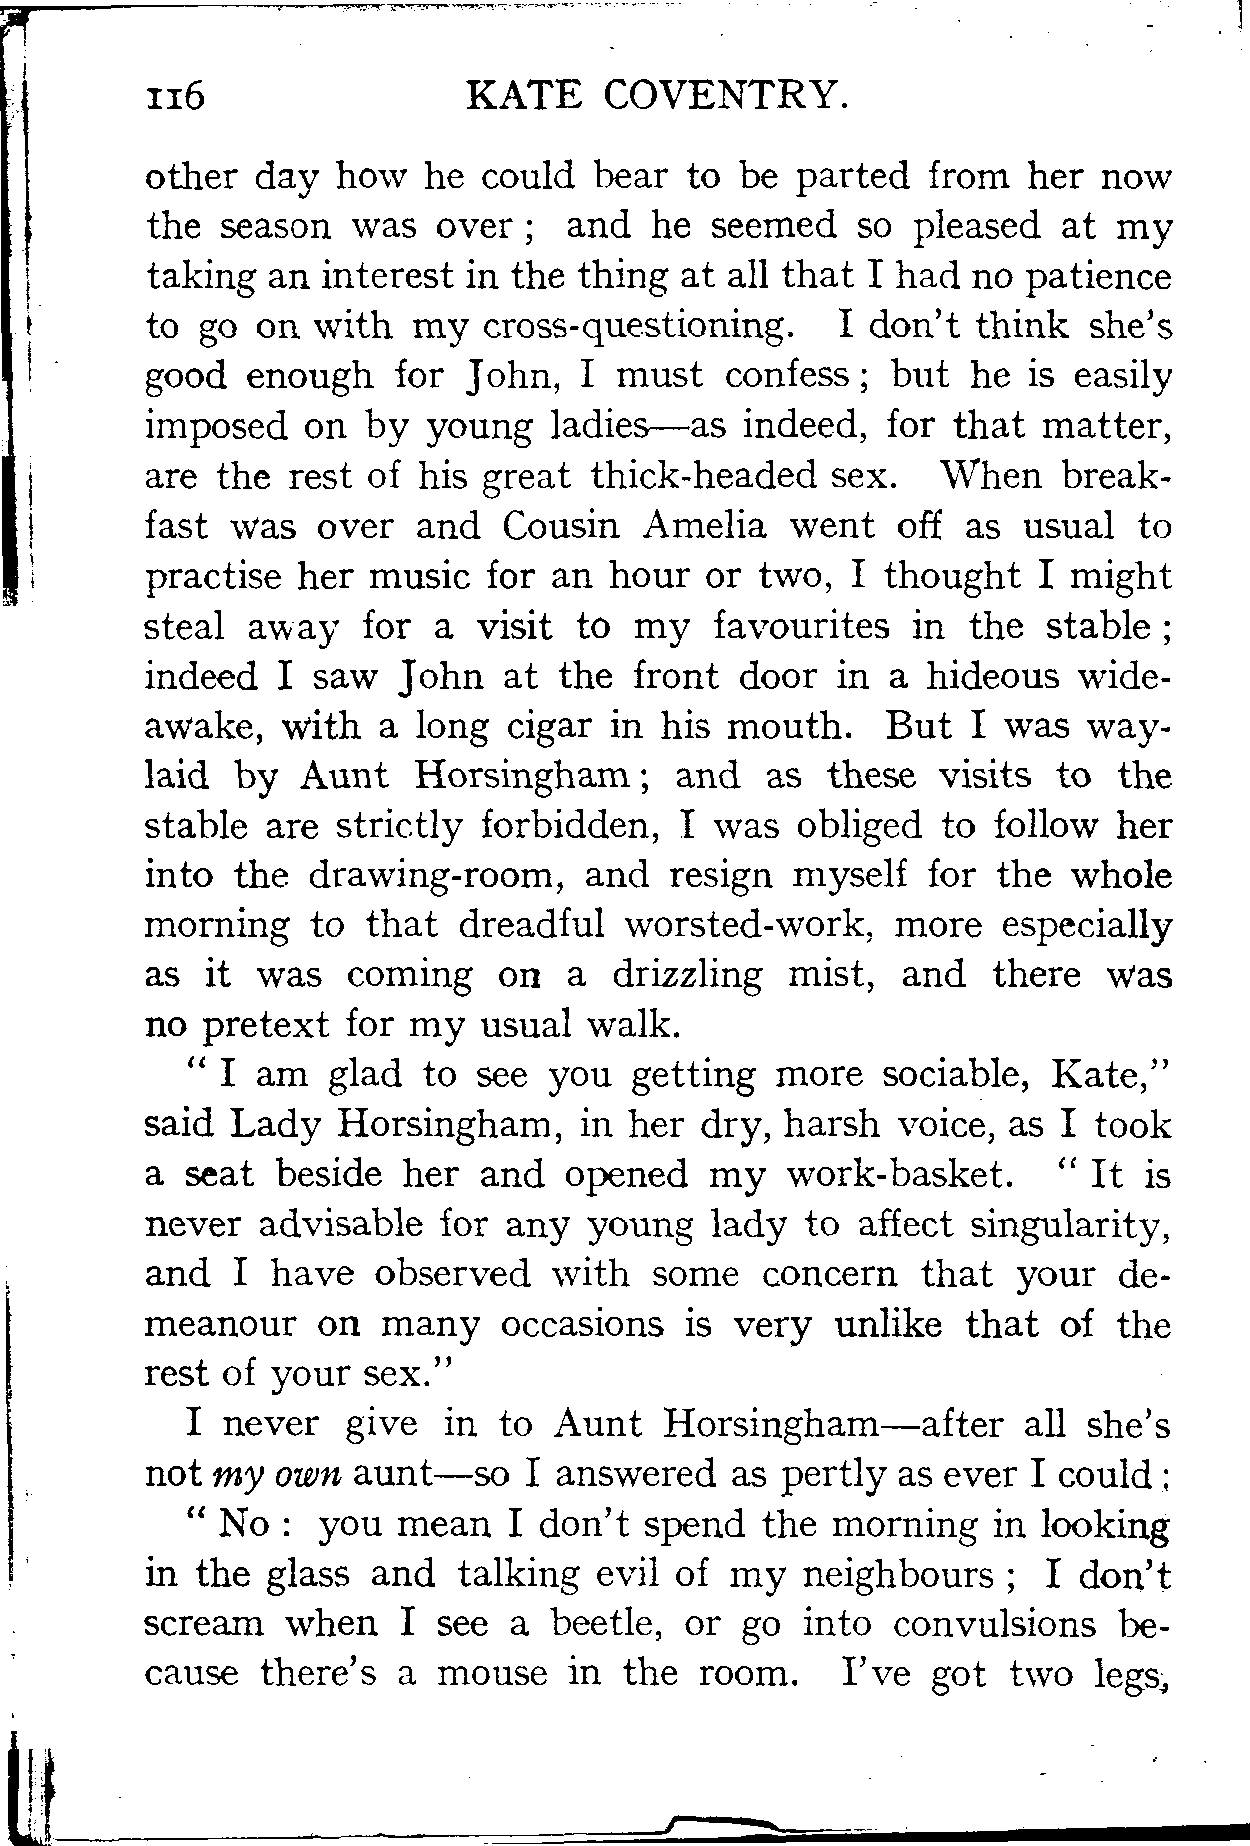 116 KATE COVENTRY.
other day how he could bear to be parted from her now
the season was over ; and he seemed so pleased at my
taking an interest in the thing at all that I had no patience
to go on with my cross-questioning. I don't think she's
good enough for John, I must confess ; but he is easily
imposed on by young ladies—as indeed, for that matter,
are the rest of his great thick-headed sex. When break-
fast was over and Cousin Amelia went off as usual to
practise her music for an hour or two, I thought I might
steal away for a visit to my favourites in the stable ;
indeed I saw John at the front door in a hideous wide-
awake, with a long cigar in his mouth. But I was way-
laid by Aunt Horsingham ; and as these visits to the
stable are strictly forbidden, I was obliged to follow her
into the drawing-room, and resign myself for the whole
morning to that dreadful worsted-work, more especially
as it was coming on a drizzling mist, and there was
no pretext for my usual walk.
“ I am glad to see you getting more sociable, Kate,”
said Lady Horsingham, in her dry, harsh voice, as I took
a seat beside her and opened my work-basket. “ It is
never advisable for any young lady to affect singularity,
and I have observed with some concern that your de-
meanour on many occasions is very unlike that of the
rest of your sex.”
I never give in to Aunt Horsingham—after all she's
not my own aunt—so I answered as pertly as ever I could :
“ No : you mean I don't spend the morning in looking
in the glass and talking evil of my neighbours ; I don't
scream when I see a beetle, or go into convulsions be-
cause there's a mouse in the room. I've got two legs,